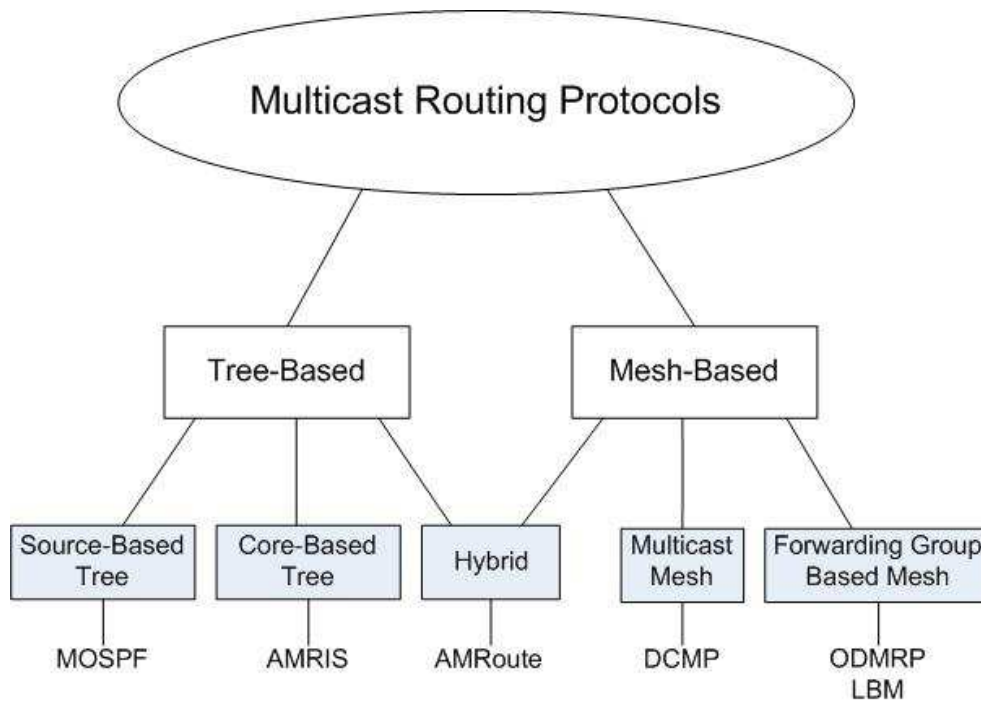 Multicast Routing Protocols
Tree-Based
Mesh-Based
Source-Based
Tree
Core-Based
Tree
Hybrid
Multicast
Mesh
Forwarding Group
Based Mesh
MOSPF
AMRIS
AMRoute
DCMP
ODMRP
LBM